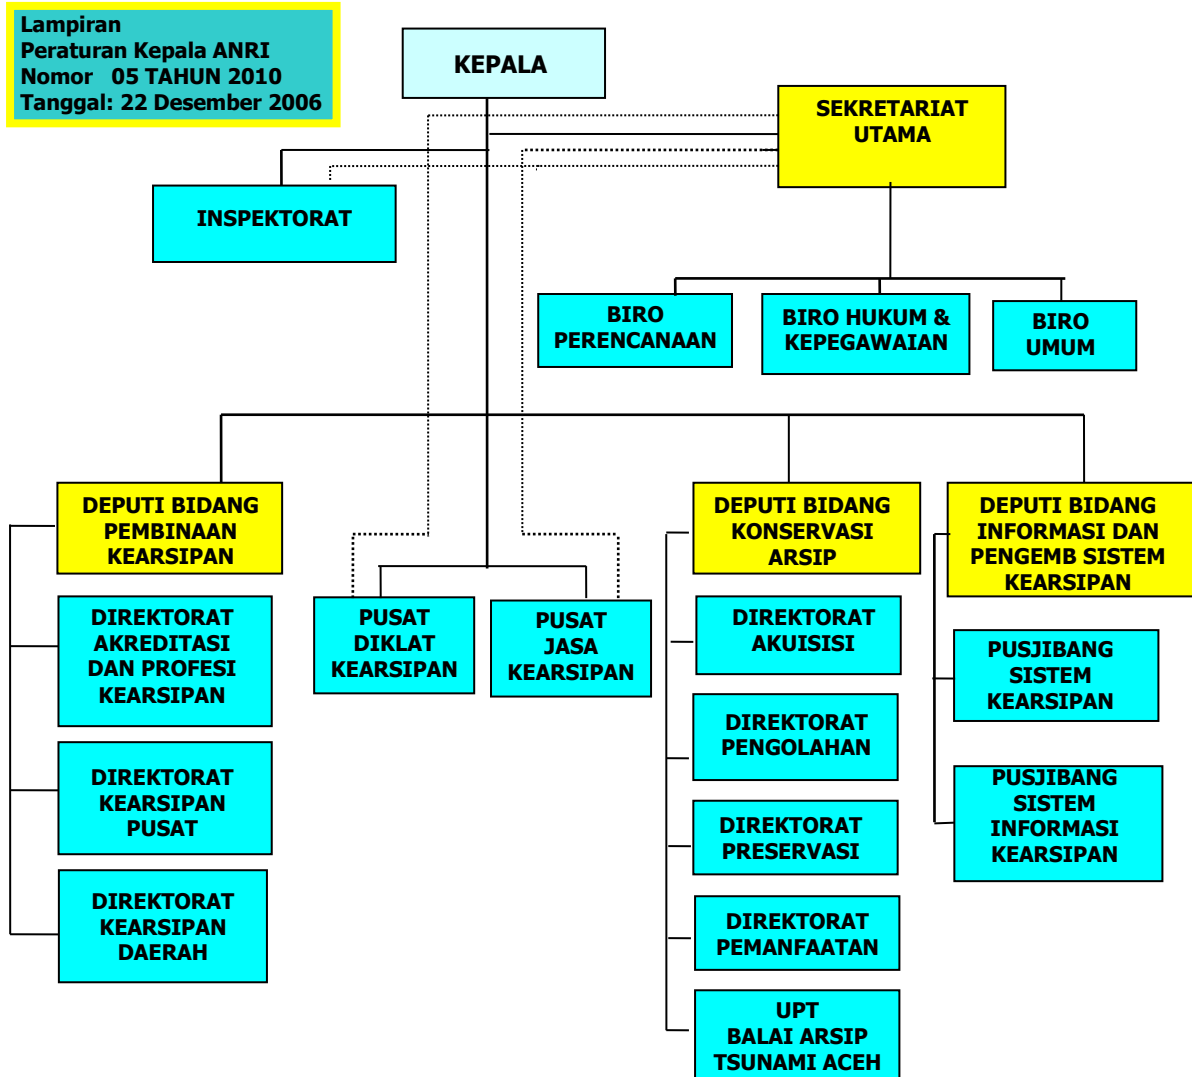 Lampiran
Peraturan Kepala ANRI
Nomor 05 TAHUN 2010
Tanggal: 22 Desember 2006
KEPALA
SEKRETARIAT
UTAMA
INSPEKTORAT
BIRO
PERENCANAAN
BIRO HUKUM &
KEPEGAWAIAN
BIRO
UMUM
DEPUTI BIDANG
PEMBINAAN
KEARSIPAN
DEPUTI BIDANG
KONSERVASI
ARSIP
DEPUTI BIDANG
INFORMASI DAN
PENGEMB SISTEM
KEARSIPAN
DIREKTORAT
AKREDITASI
DAN PROFESI
KEARSIPAN
PUSAT
DIKLAT
KEARSIPAN
PUSAT
JASA
KEARSIPAN
DIREKTORAT
AKUISISI
PUSJIBANG
SISTEM
KEARSIPAN
DIREKTORAT
PENGOLAHAN
DIREKTORAT
KEARSIPAN
PUSAT
PUSJIBANG
SISTEM
INFORMASI
KEARSIPAN
DIREKTORAT
PRESERVASI
DIREKTORAT
KEARSIPAN
DAERAH
DIREKTORAT
PEMANFAATAN
UPT
BALAI ARSIP
TSUNAMI ACEH